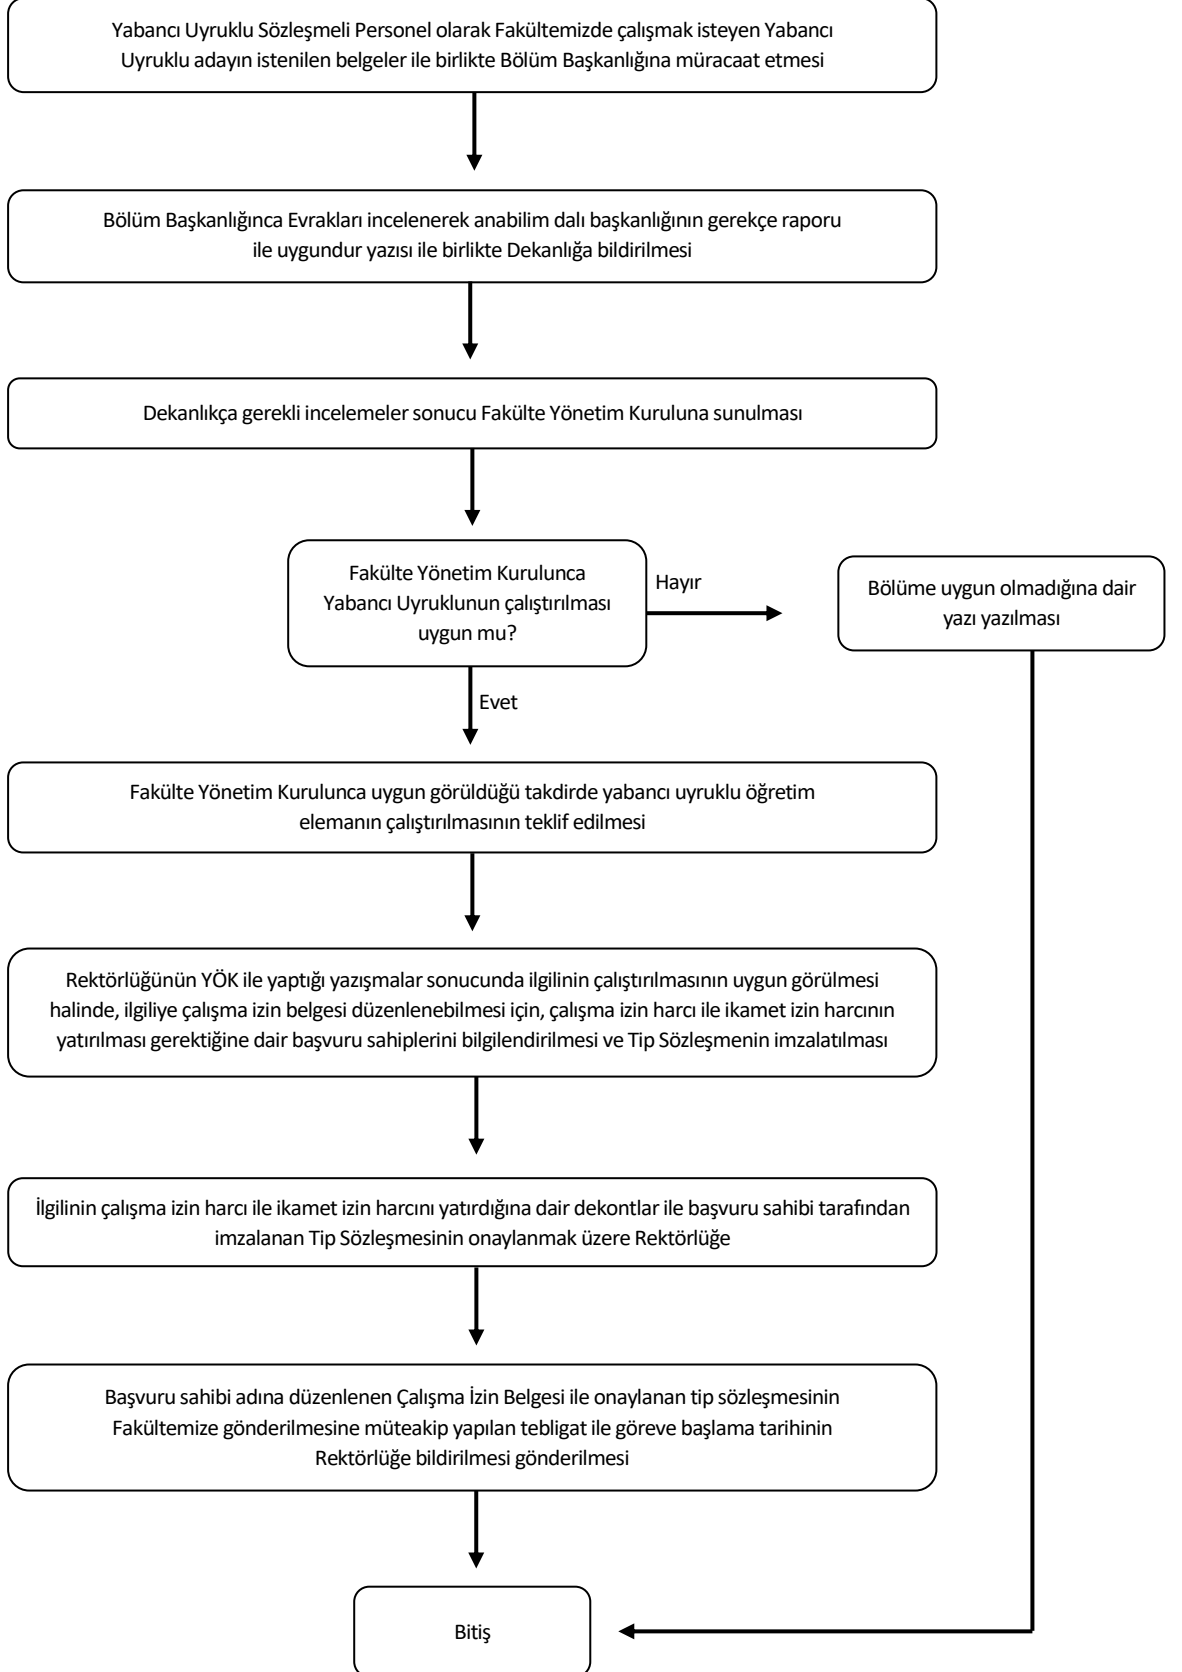 Yabancı Uyruklu Sözleşmeli Personel olarak Fakültemizde çalışmak isteyen Yabancı
Uyruklu adayın istenilen belgeler ile birlikte Bölüm Başkanlığına müracaat etmesi
Bölüm Başkanlığınca Evrakları incelenerek anabilim dalı başkanlığının gerekçe raporu
ile uygundur yazısı ile birlikte Dekanlığa bildirilmesi
Dekanlıkça gerekli incelemeler sonucu Fakülte Yönetim Kuruluna sunulması
Fakülte Yönetim Kurulunca
Yabancı Uyruklunun çalıştırılması
uygun mu?
Hayır
Bölüme uygun olmadığına dair
yazı yazılması
Evet
Fakülte Yönetim Kurulunca uygun görüldüğü takdirde yabancı uyruklu öğretim
elemanın çalıştırılmasının teklif edilmesi
Rektörlüğünün YÖK ile yaptığı yazışmalar sonucunda ilgilinin çalıştırılmasının uygun görülmesi
halinde, ilgiliye çalışma izin belgesi düzenlenebilmesi için, çalışma izin harcı ile ikamet izin harcının
yatırılması gerektiğine dair başvuru sahiplerini bilgilendirilmesi ve Tip Sözleşmenin imzalatılması
İlgilinin çalışma izin harcı ile ikamet izin harcını yatırdığına dair dekontlar ile başvuru sahibi tarafından
imzalanan Tip Sözleşmesinin onaylanmak üzere Rektörlüğe
Başvuru sahibi adına düzenlenen Çalışma İzin Belgesi ile onaylanan tip sözleşmesinin
Fakültemize gönderilmesine müteakip yapılan tebligat ile göreve başlama tarihinin
Rektörlüğe bildirilmesi gönderilmesi
Bitiş